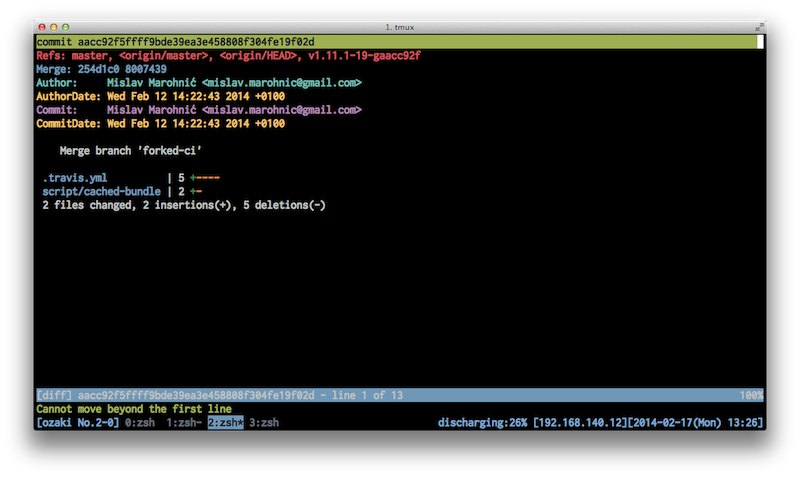 1. tmux
commit aacc92f5ffff9bde39ea3e458808f304fe19f02d
Refs: master, <origin/master>, <origin/HEAD>, v1.11.1-19-gaacc92f
Merge: 254d1c0 8007439
Author:     Mislav Marohnić <mislav.marohnic@gmail.com>
AuthorDate: Wed Feb 12 14:22:43 2014 +0100
Commit:     Mislav Marohnić <mislav.marohnic@gmail.com>
CommitDate: Wed Feb 12 14:22:43 2014 +0100
Merge branch 'forked-ci'
.travis.yml          | 5 +----
script/cached-bundle | 2 +-
2 files changed, 2 insertions(+), 5 deletions(-)
[diff] aacc92f5ffff9bde39ea3e458808f304fe19f02d - line 1 of 13 100%
Cannot move beyond the first line
[ozaki No.2-0] 0:zsh  1:zsh- 2:zsh* 3:zsh discharging:26% [192.168.140.12][2014-02-17(Mon) 13:26]